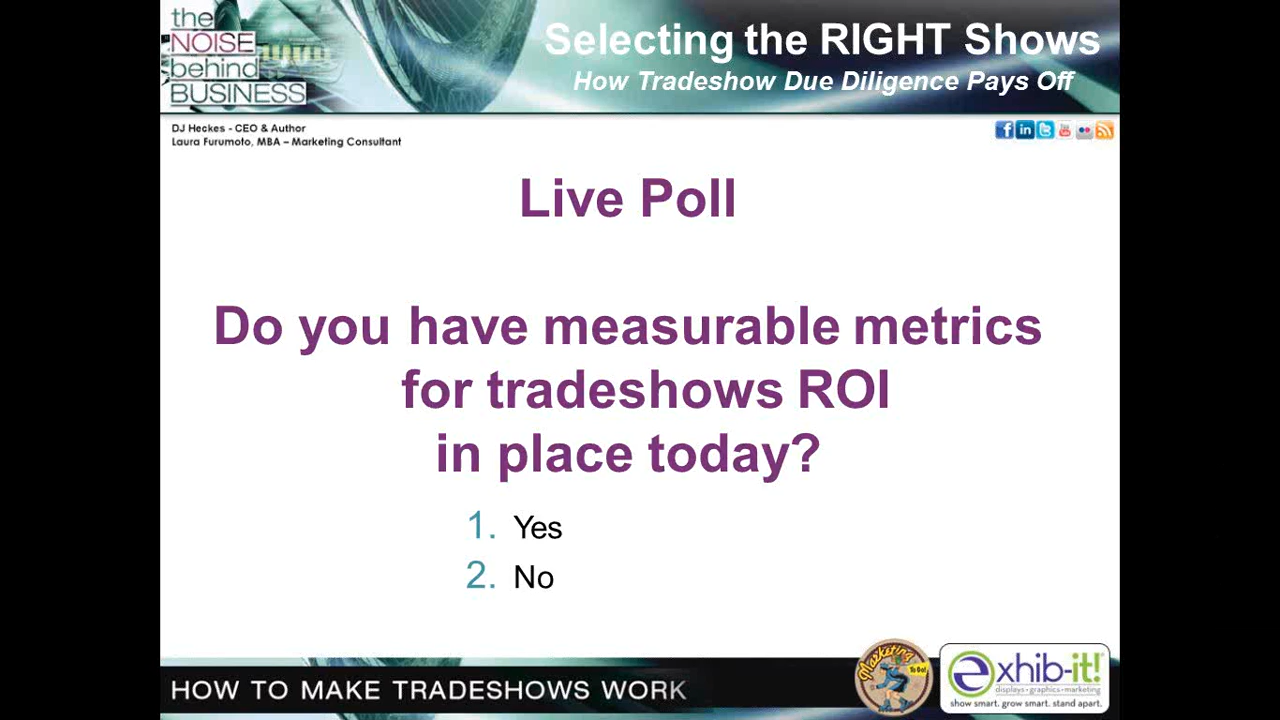 the
NOISE
behind
BUSINESS
Selecting the RIGHT Shows
How Tradeshow Due Diligence Pays Off
DJ Heckes - CEO & Author
Laura Furumoto, MBA – Marketing Consultant
Live Poll
Do you have measurable metrics
for tradeshows ROI
in place today?
1. Yes
2. No
HOW TO MAKE TRADESHOWS WORK
Marketing
To Go!
exhib-it!
displays • graphics • marketing
show smart. grow smart. stand apart.